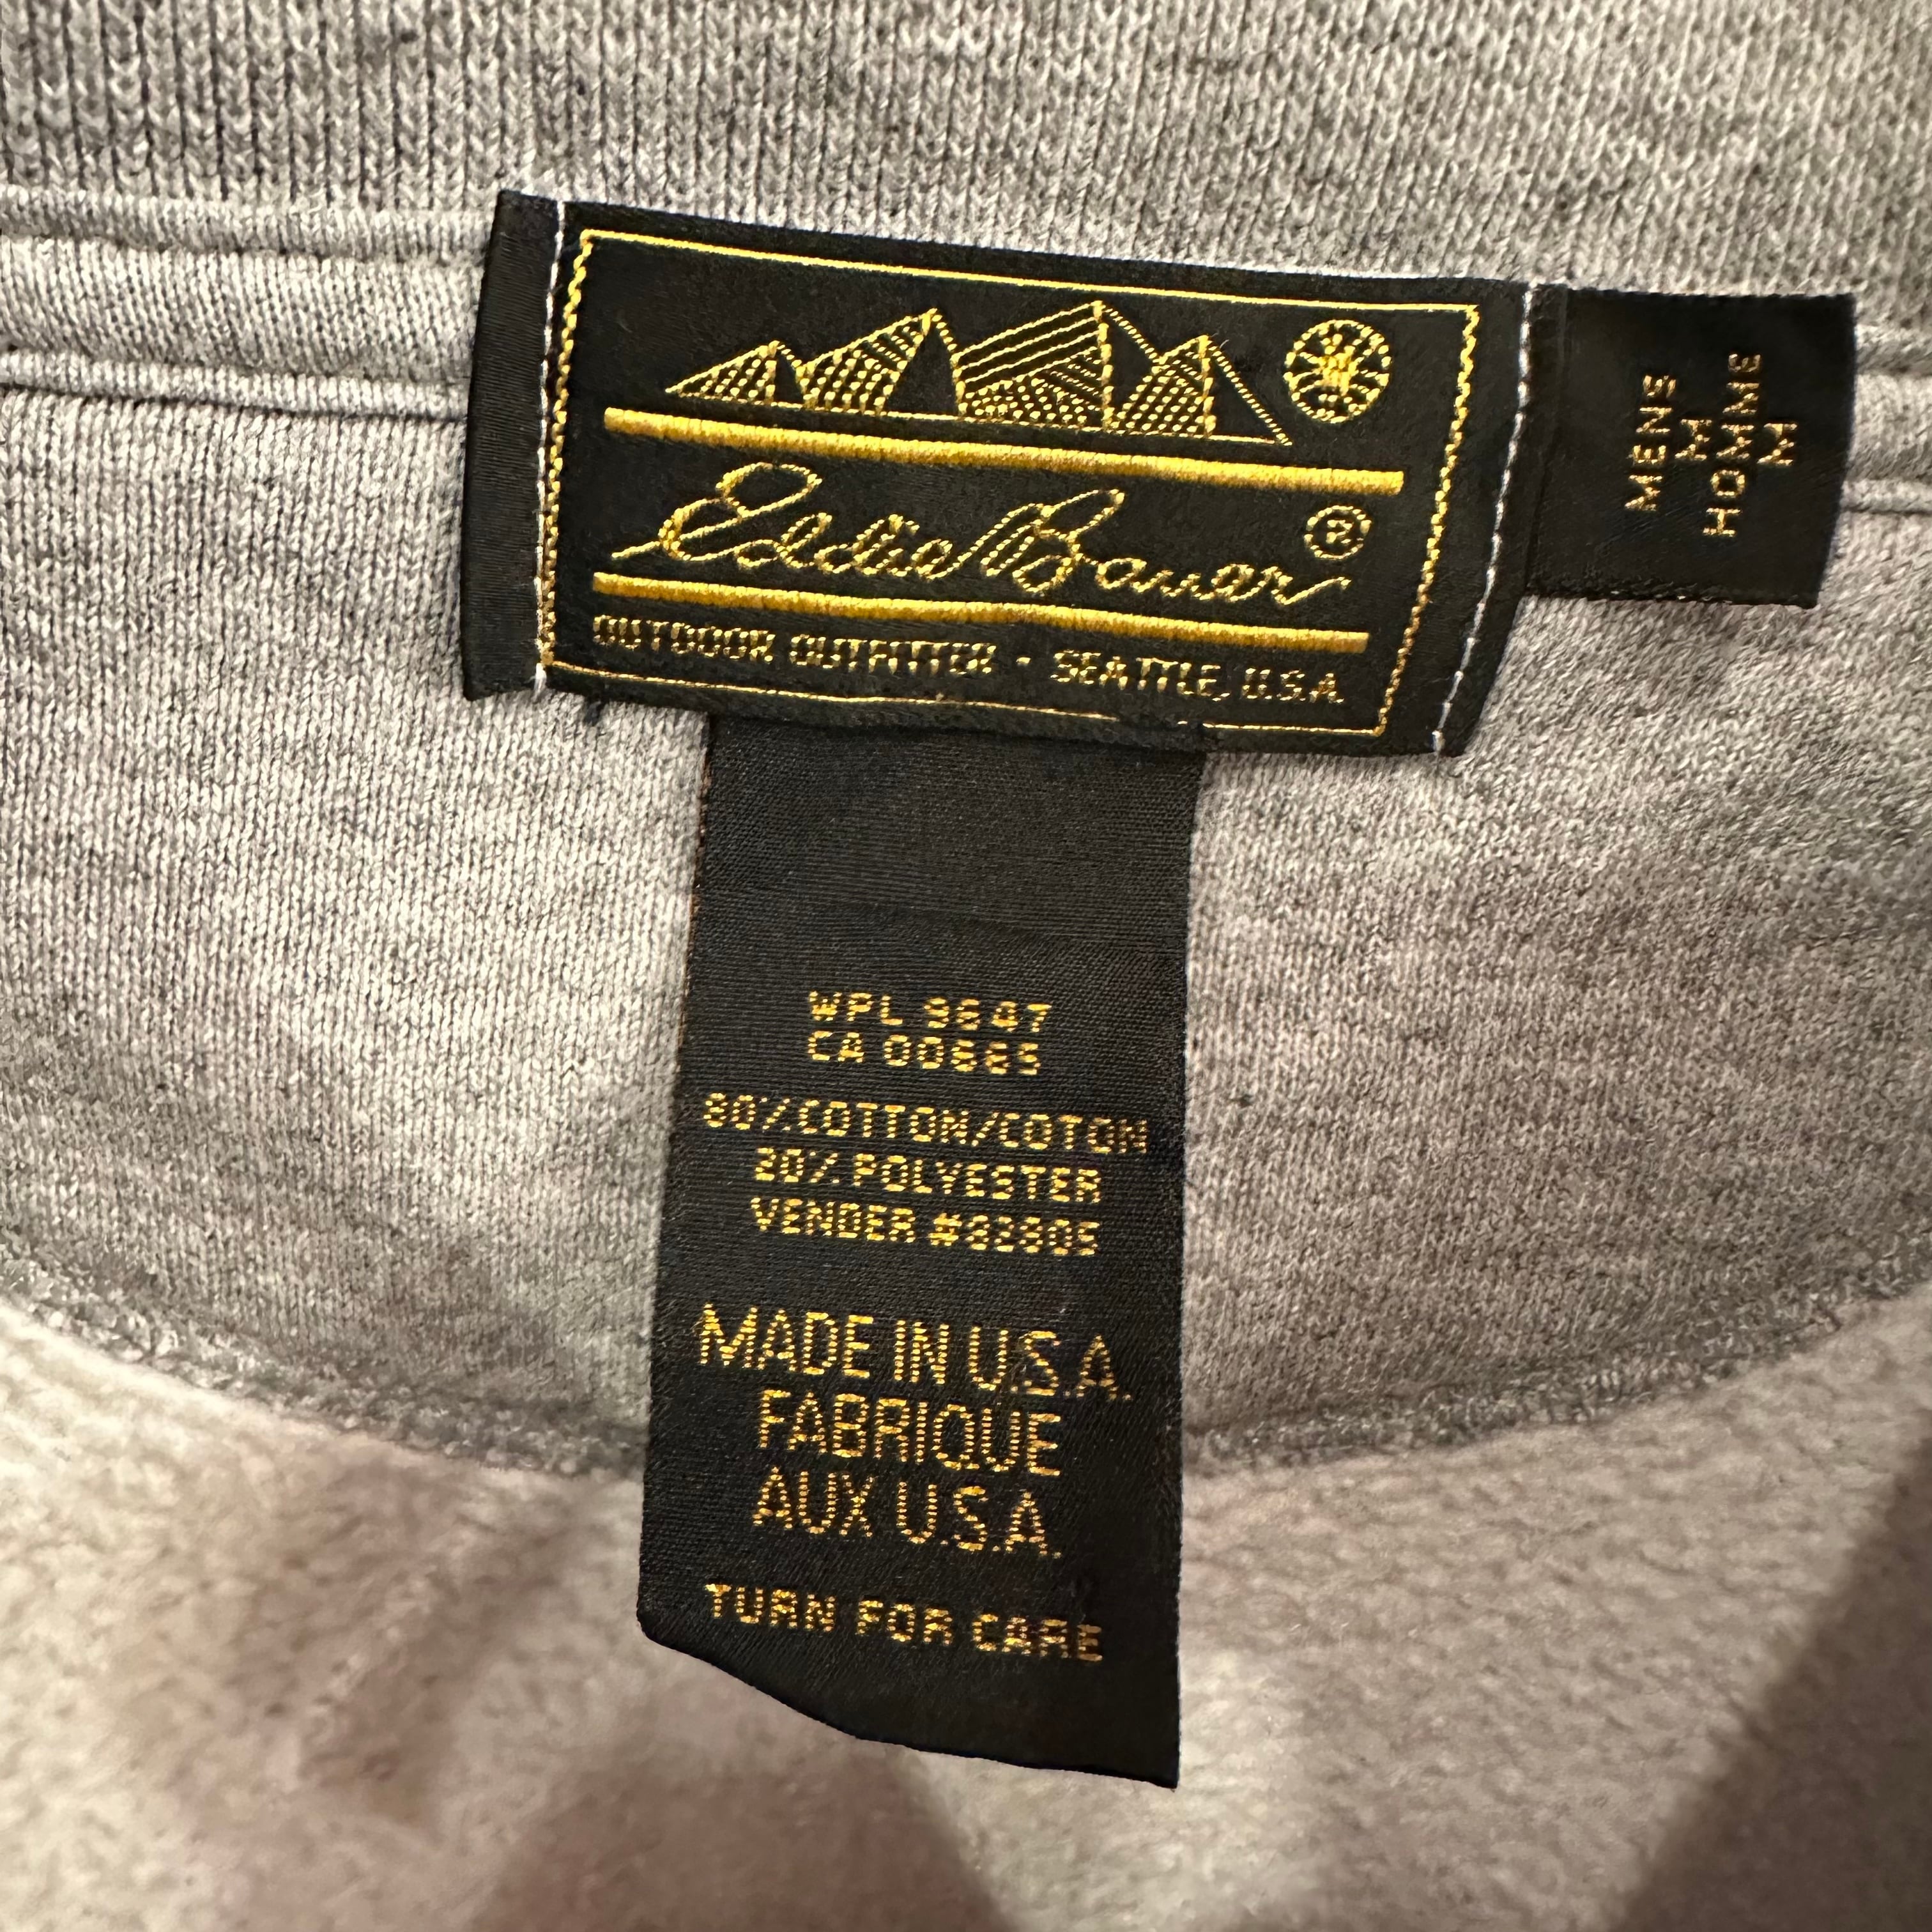 Eddie Bauer ®
OUTDOOR OUTFITTER · SEATTLE, U.S.A.
MENS
M
HOMME
M
WPL 9647
CA 00665
80% COTTON/COTON
20% POLYESTER
VENDER #82805
MADE IN U.S.A.
FABRIQUE
AUX U.S.A.
TURN FOR CARE